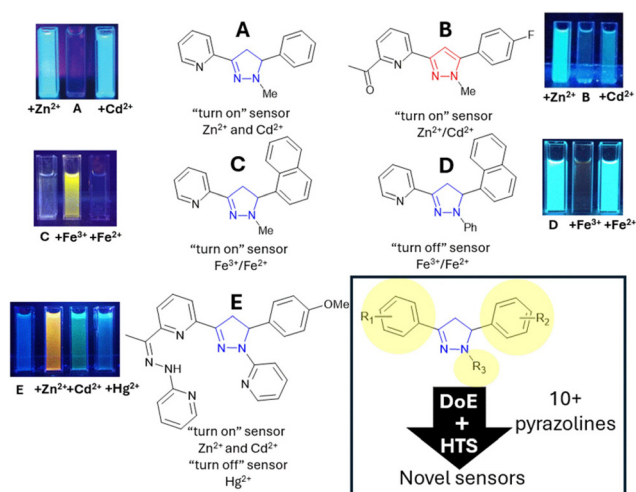 A
N
N
N
Me
"turn on" sensor
Zn²⁺ and Cd²⁺
+Zn²⁺ A +Cd²⁺
B
F
N
N
N
O
Me
"turn on" sensor
Zn²⁺/Cd²⁺
+Zn²⁺ B +Cd²⁺
C
N
N
N
Me
"turn on" sensor
Fe³⁺/Fe²⁺
C +Fe³⁺ +Fe²⁺
D
N
N
N
Ph
"turn off" sensor
Fe³⁺/Fe²⁺
D +Fe³⁺ +Fe²⁺
E
OMe
N
N
N
N
NH
N
N
"turn on" sensor
Zn²⁺ and Cd²⁺
"turn off" sensor
Hg²⁺
E +Zn²⁺ +Cd²⁺ +Hg²⁺
R₁
R₂
N
N
R₃
DoE
+
HTS
10+
pyrazolines
Novel sensors